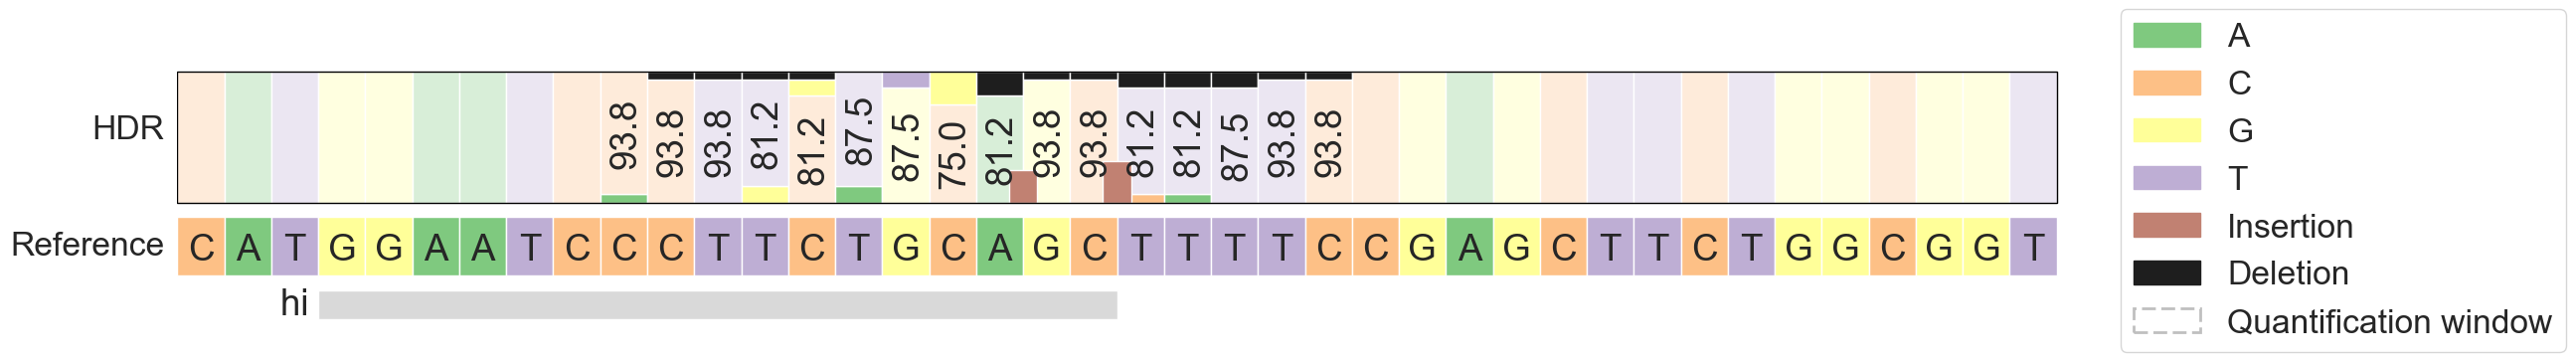 HDR 93.8 93.8 93.8 81.2 81.2 87.5 87.5 75.0 81.2 93.8 93.8 81.2 81.2 87.5 93.8 93.8
Reference C A T G G A A T C C C T T C T G C A G C T T T T C C G A G C T T C T G G C G G T
hi
A
C
G
T
Insertion
Deletion
Quantification window